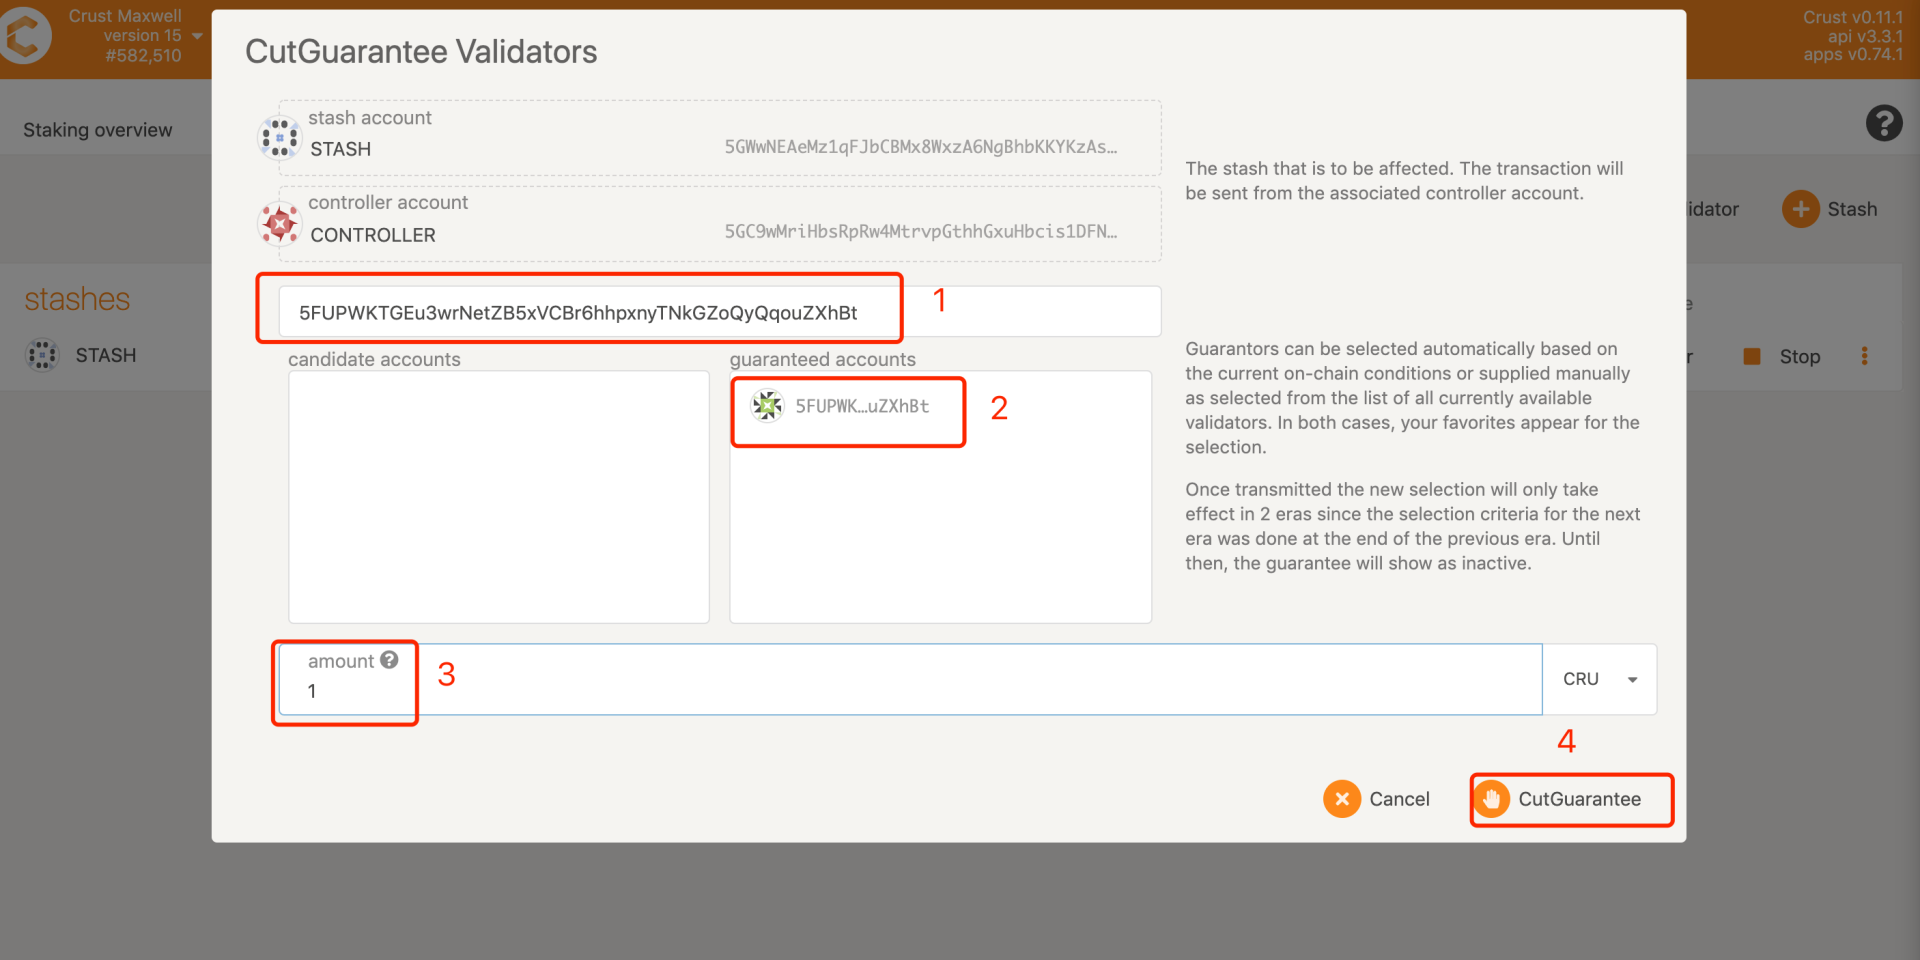 Crust Maxwell
version 15
#582,510
Crust v0.11.1
api v3.3.1
apps v0.74.1
Staking overview
?
CutGuarantee Validators
stash account
STASH
5GWwNEAeMz1qFJbCBMx8WxzA6NgBhbKKYKzAs…
The stash that is to be affected. The transaction will
be sent from the associated controller account.
controller account
CONTROLLER
5GC9wMriHbsRpRw4MtrvpGthhGxuHbcis1DFN…
idator
Stash
stashes
STASH
5FUPWKTGEu3wrNetZB5xVCBr6hhpxnyTNkGZoQyQqouZXhBt
1
candidate accounts
guaranteed accounts
5FUPWK…uZXhBt
2
Guarantors can be selected automatically based on
the current on-chain conditions or supplied manually
as selected from the list of all currently available
validators. In both cases, your favorites appear for the
selection.
Once transmitted the new selection will only take
effect in 2 eras since the selection criteria for the next
era was done at the end of the previous era. Until
then, the guarantee will show as inactive.
e
r
Stop
amount ?
1
3
CRU
4
Cancel
CutGuarantee